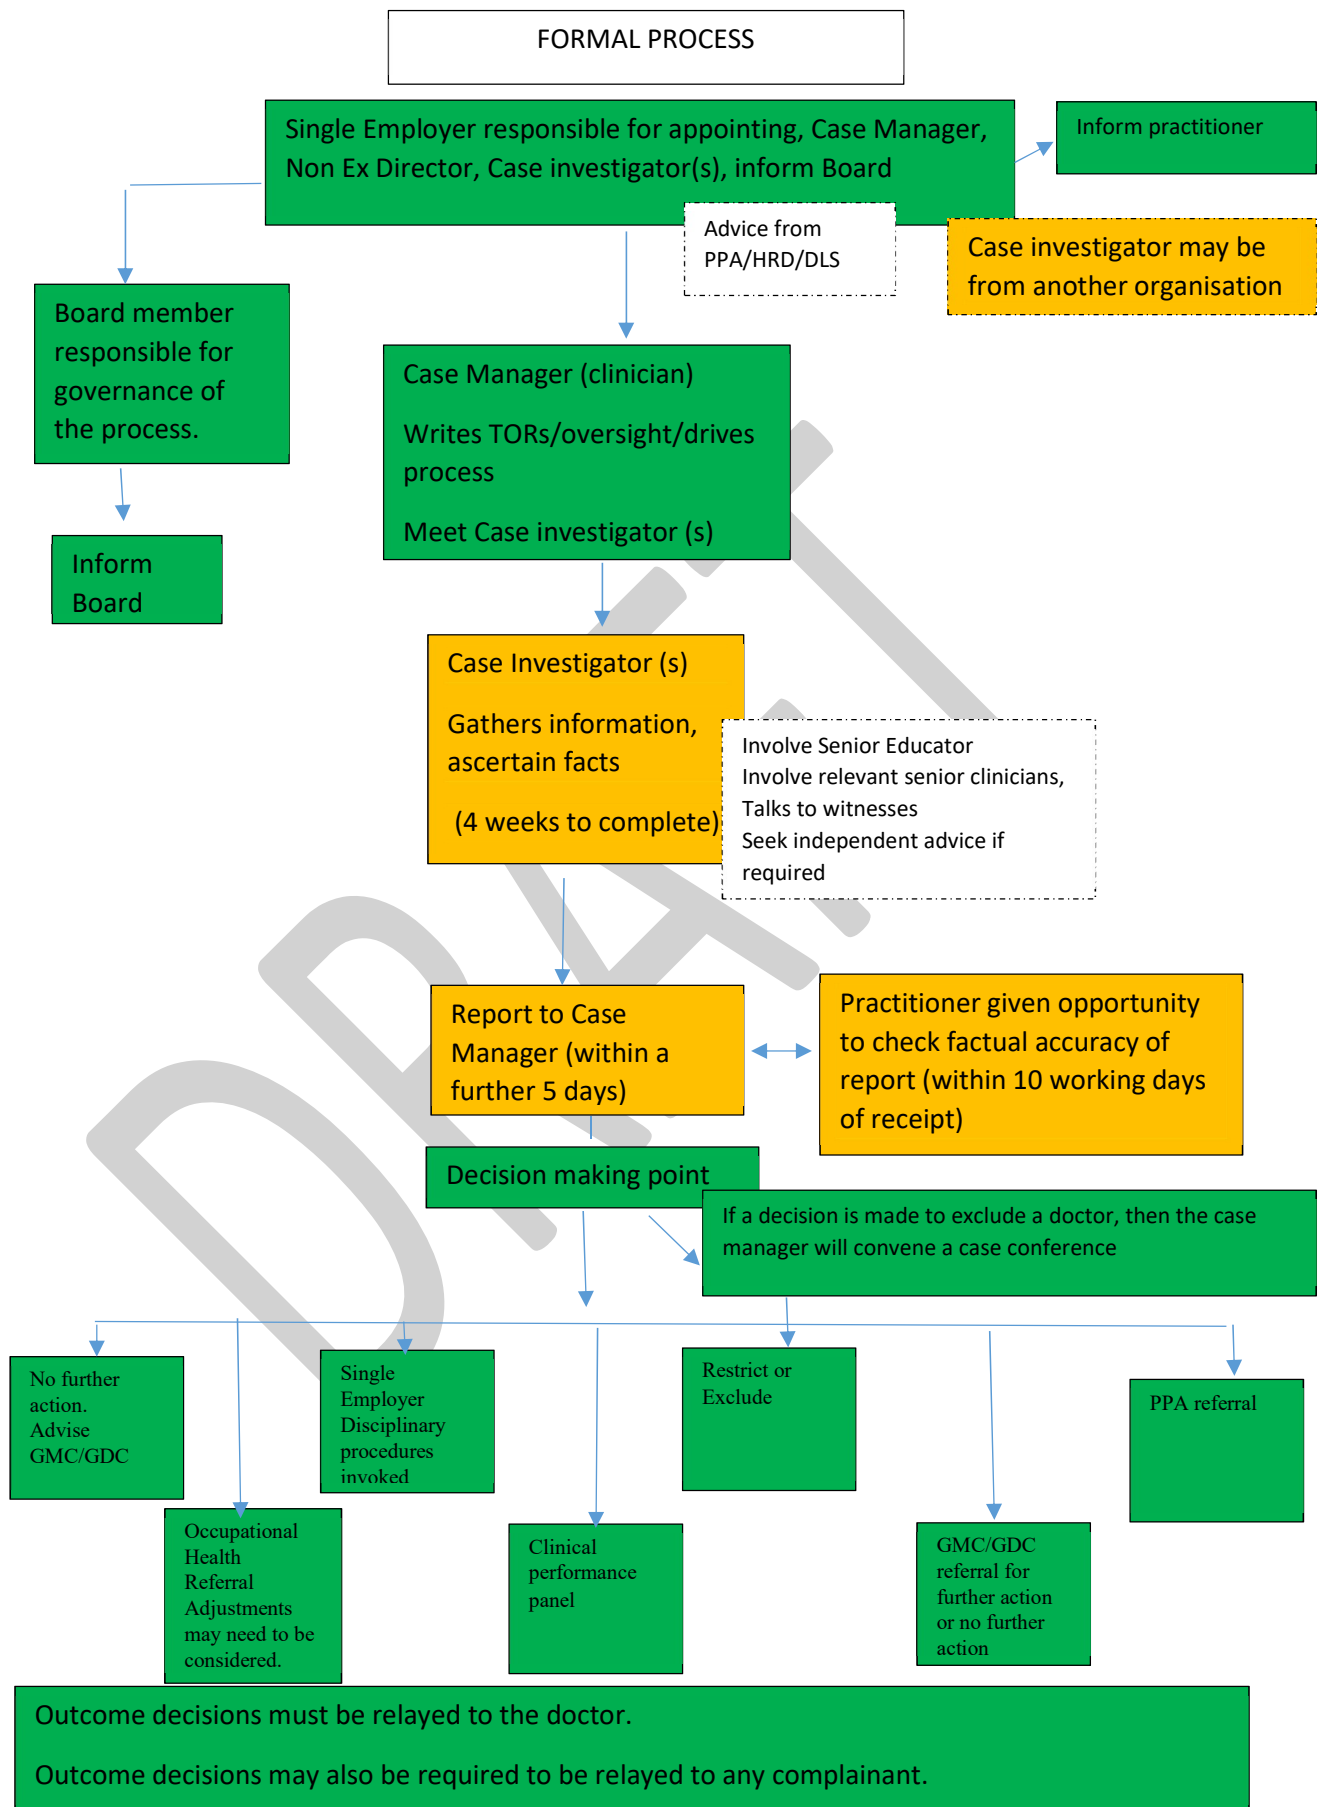 FORMAL PROCESS
Single Employer responsible for appointing, Case Manager,
Non Ex Director, Case investigator(s), inform Board
Inform practitioner
Advice from
PPA/HRD/DLS
Case investigator may be
from another organisation
Board member
responsible for
governance of
the process.
Inform
Board
Case Manager (clinician)
Writes TORs/oversight/drives
process
Meet Case investigator (s)
Case Investigator (s)
Gathers information,
ascertain facts
(4 weeks to complete)
Involve Senior Educator
Involve relevant senior clinicians,
Talks to witnesses
Seek independent advice if
required
Report to Case
Manager (within a
further 5 days)
Practitioner given opportunity
to check factual accuracy of
report (within 10 working days
of receipt)
Decision making point
If a decision is made to exclude a doctor, then the case
manager will convene a case conference
No further
action.
Advise
GMC/GDC
Occupational
Health
Referral
Adjustments
may need to be
considered.
Single
Employer
Disciplinary
procedures
invoked
Clinical
performance
panel
Restrict or
Exclude
GMC/GDC
referral for
further action
or no further
action
PPA referral
Outcome decisions must be relayed to the doctor.
Outcome decisions may also be required to be relayed to any complainant.
DRAFT